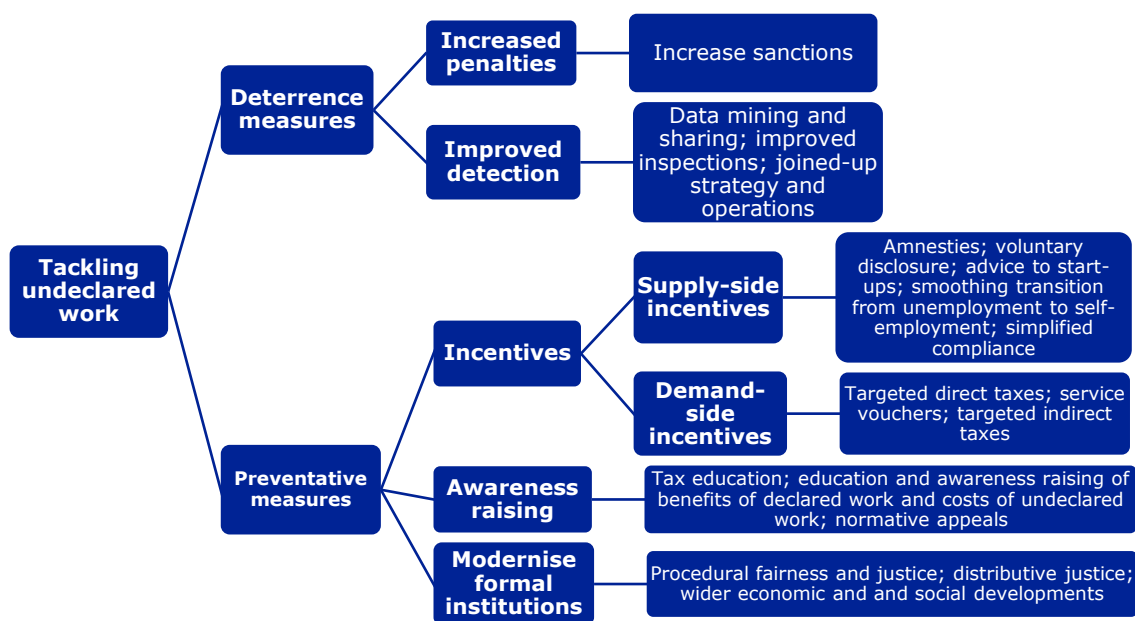 Increased
penalties
Increase sanctions
Deterrence
measures
Improved
detection
Data mining and
sharing; improved
inspections; joined-up
strategy and
operations
Tackling
undeclared
work
Supply-side
incentives
Amnesties; voluntary
disclosure; advice to start-
ups; smoothing transition
from unemployment to self-
employment; simplified
compliance
Incentives
Demand-
side
incentives
Targeted direct taxes; service
vouchers; targeted indirect
taxes
Preventative
measures
Awareness
raising
Tax education; education and awareness raising of
benefits of declared work and costs of undeclared
work; normative appeals
Modernise
formal
institutions
Procedural fairness and justice; distributive justice;
wider economic and and social developments